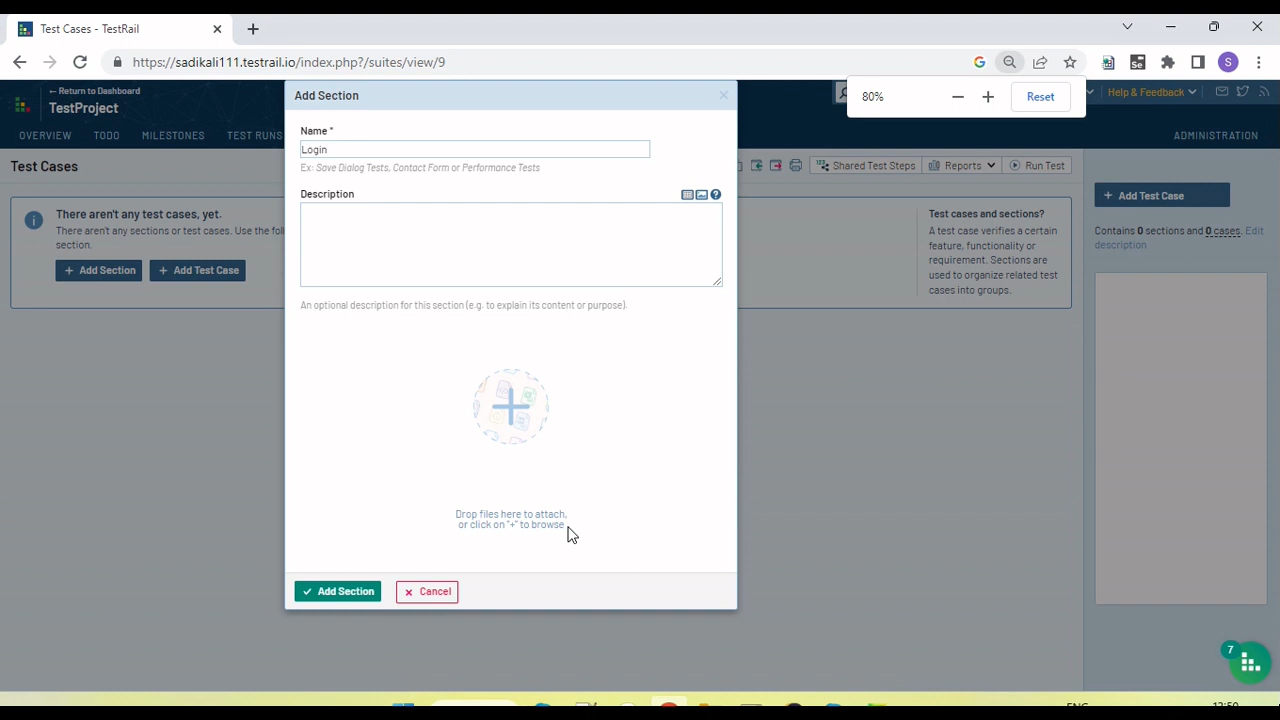 Test Cases - TestRail
https://sadikali111.testrail.io/index.php?/suites/view/9
S
80%
Reset
← Return to Dashboard
TestProject
Help & Feedback
OVERVIEW
TODO
MILESTONES
TEST RUNS
ADMINISTRATION
Test Cases
Shared Test Steps
Reports
Run Test
There aren't any test cases, yet.
There aren't any sections or test cases. Use the
section.
+ Add Section
+ Add Test Case
Add Section
Name *
Login
Ex: Save Dialog Tests, Contact Form or Performance Tests
Description
An optional description for this section (e.g. to explain its content or purpose).
Drop files here to attach,
or click on "+" to browse
Add Section
Cancel
Test cases and sections?
A test case verifies a certain
feature, functionality or
requirement. Sections are
used to organize related test
cases into groups.
+ Add Test Case
Contains 0 sections and 0 cases. Edit
description
7